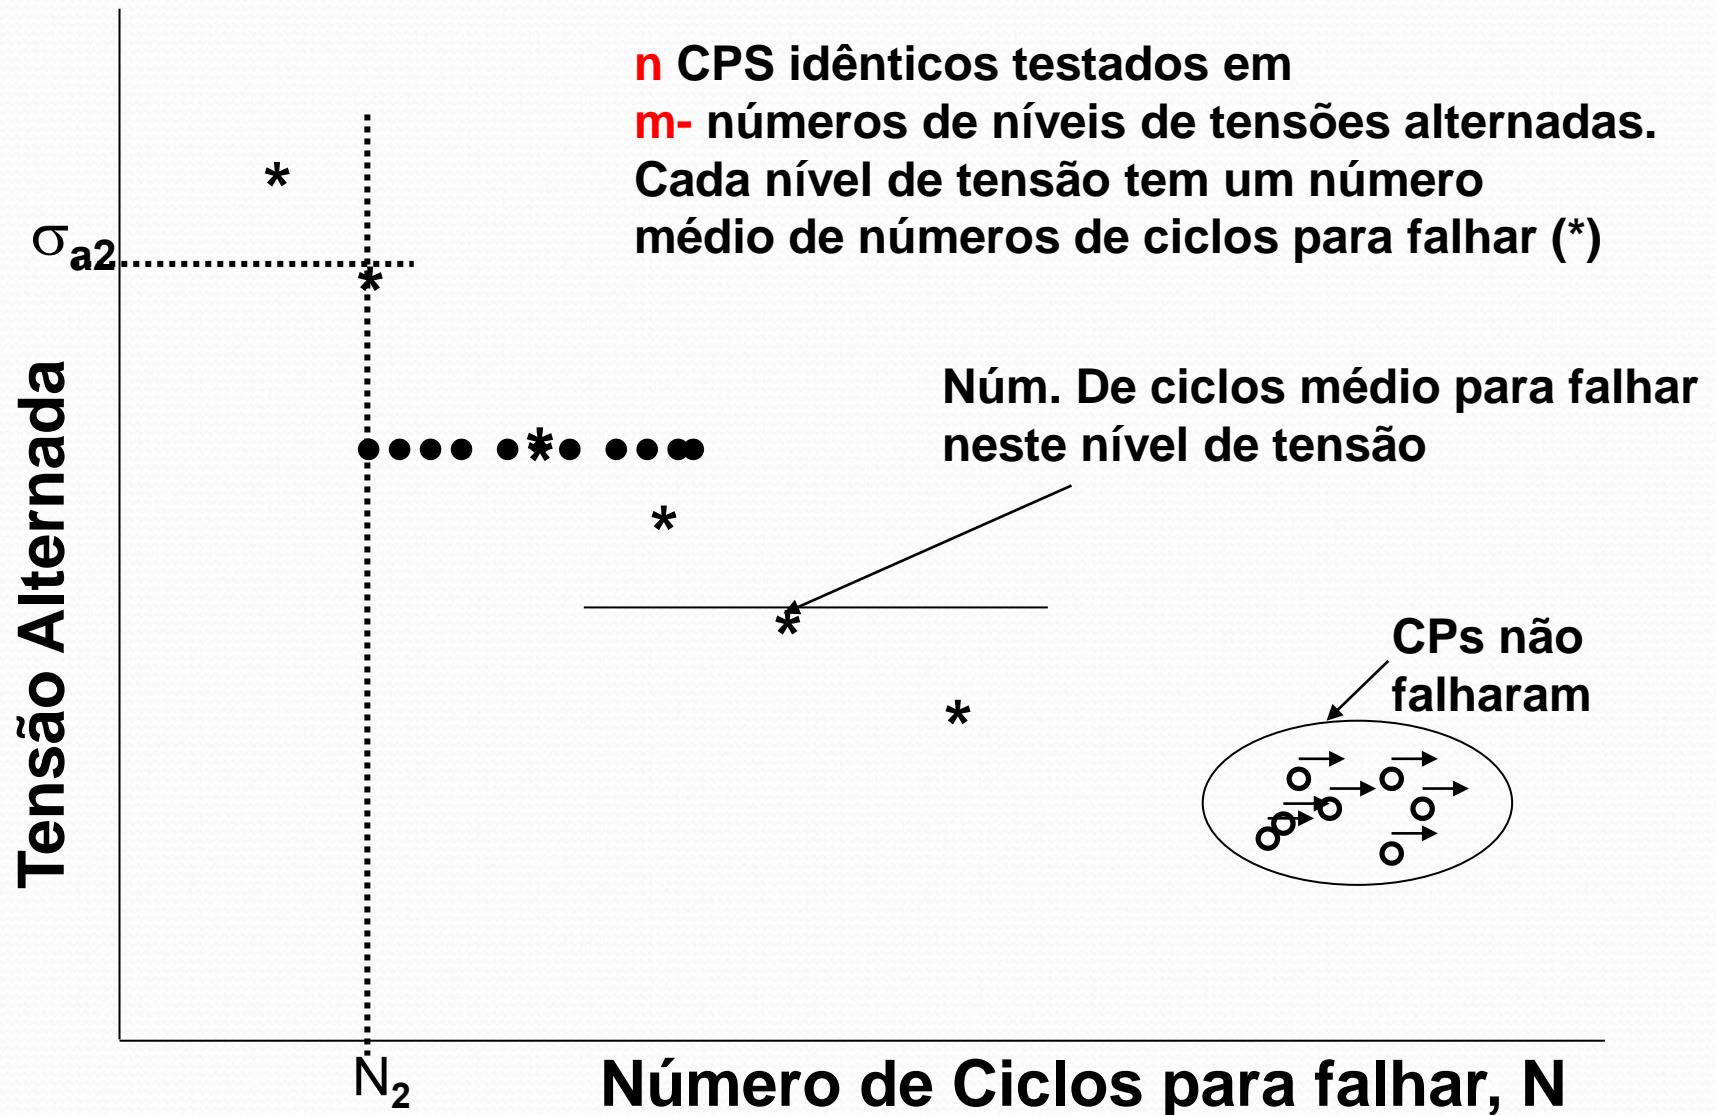 n CPS idênticos testados em
m- números de níveis de tensões alternadas.
Cada nível de tensão tem um número
médio de números de ciclos para falhar (*)
σa2
Núm. De ciclos médio para falhar
neste nível de tensão
CPs não
falharam
Tensão Alternada
N2
Número de Ciclos para falhar, N